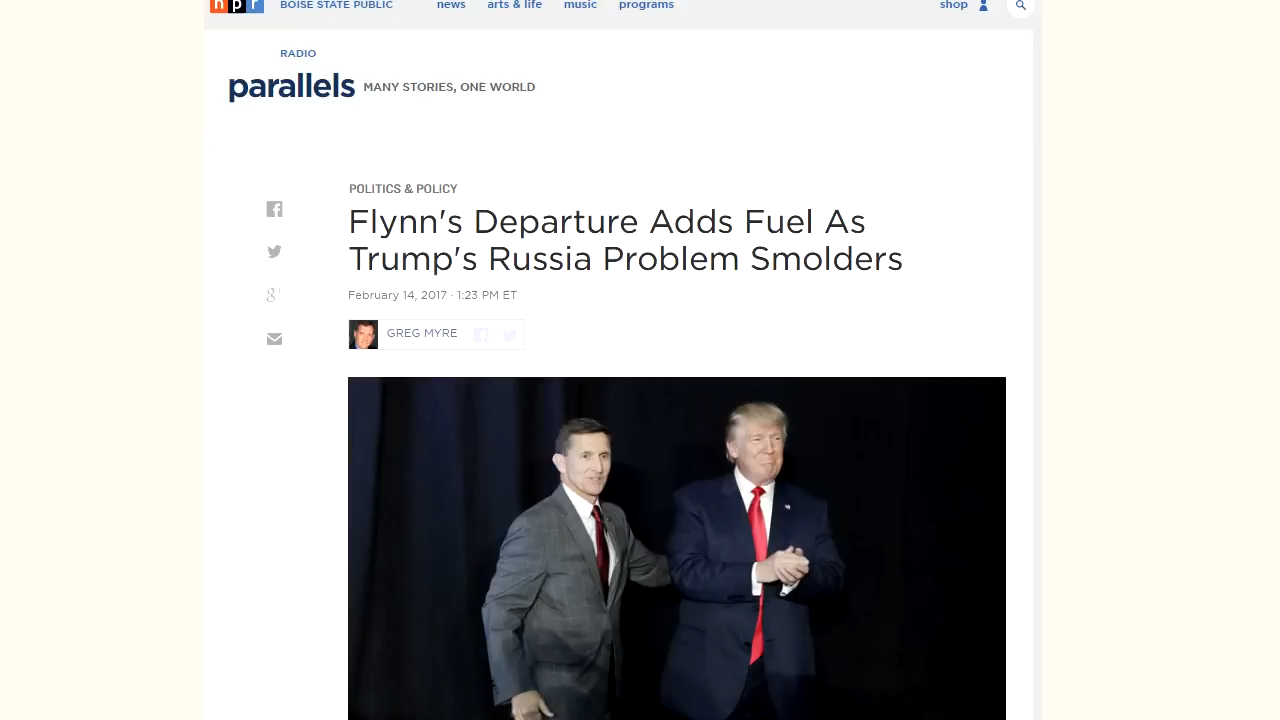 npr BOISE STATE PUBLIC news arts & life music programs shop
RADIO
parallels MANY STORIES, ONE WORLD
POLITICS & POLICY
Flynn's Departure Adds Fuel As
Trump's Russia Problem Smolders
February 14, 2017 · 1:23 PM ET
GREG MYRE